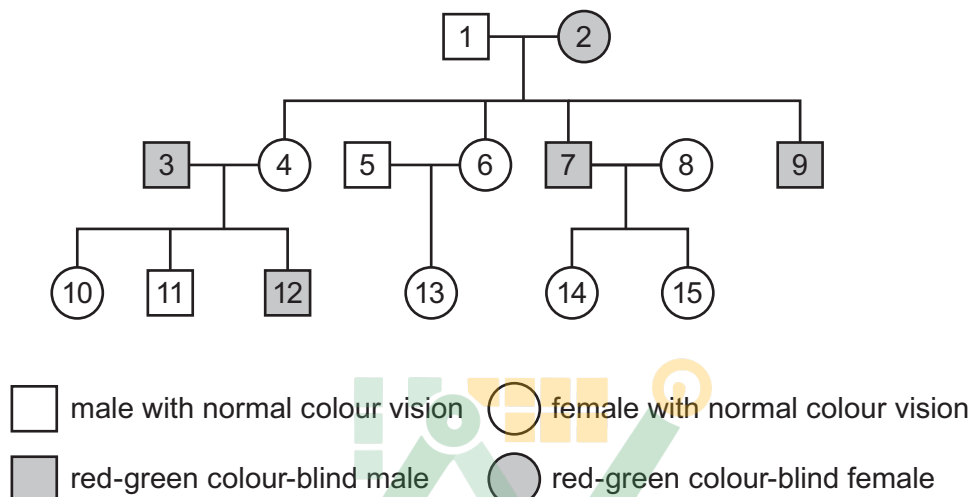 1 2
3 4 5 6 7 8 9
10 11 12 13 14 15
male with normal colour vision female with normal colour vision
red-green colour-blind male red-green colour-blind female